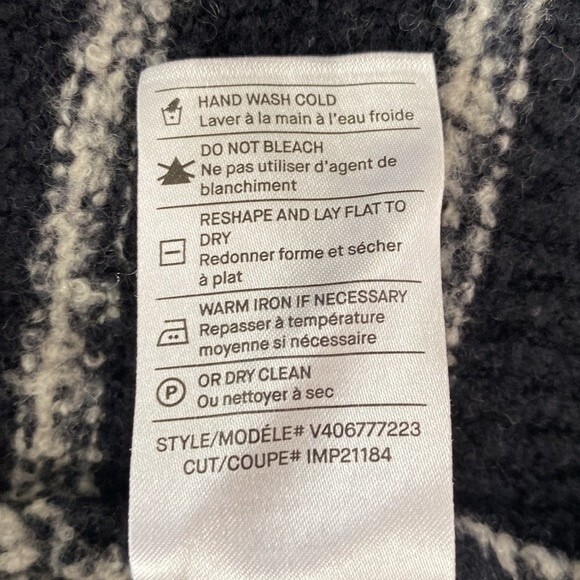 HAND WASH COLD
Laver à la main à l'eau froide
DO NOT BLEACH
Ne pas utiliser d'agent de
blanchiment
RESHAPE AND LAY FLAT TO
DRY
Redonner forme et sécher
à plat
WARM IRON IF NECESSARY
Repasser à température
moyenne si nécessaire
P
OR DRY CLEAN
Ou nettoyer à sec
STYLE/MODÉLE# V406777223
CUT/COUPE# IMP21184